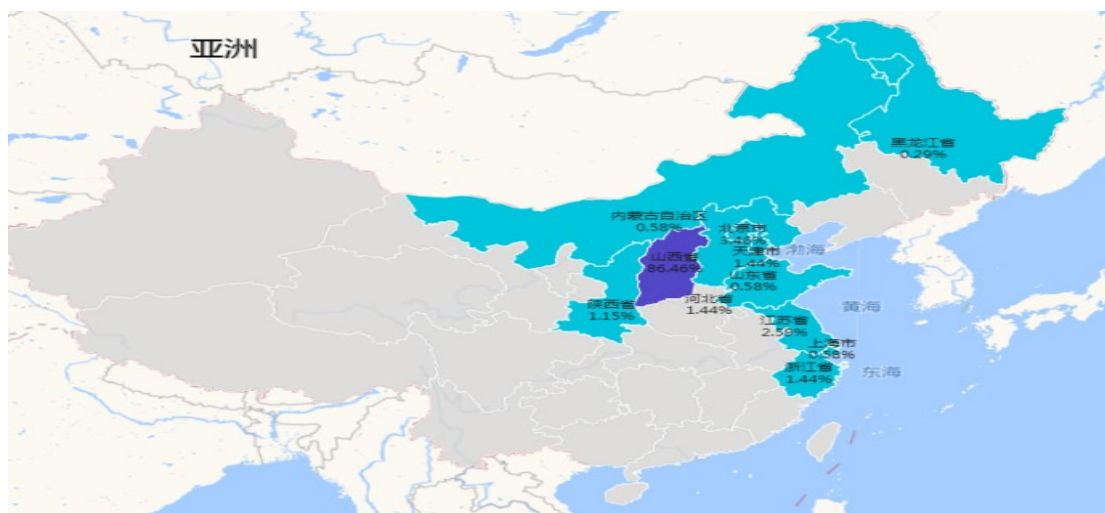 亚洲
黑龙江省
0.29%
内蒙古自治区
0.58%
北京市
3.46%
渤海
山西省
86.46%
天津市
1.44%
山东省
0.58%
陕西省
1.15%
河北省
1.44%
黄海
江苏省
2.59%
上海市
0.58%
浙江省
1.44%
东海